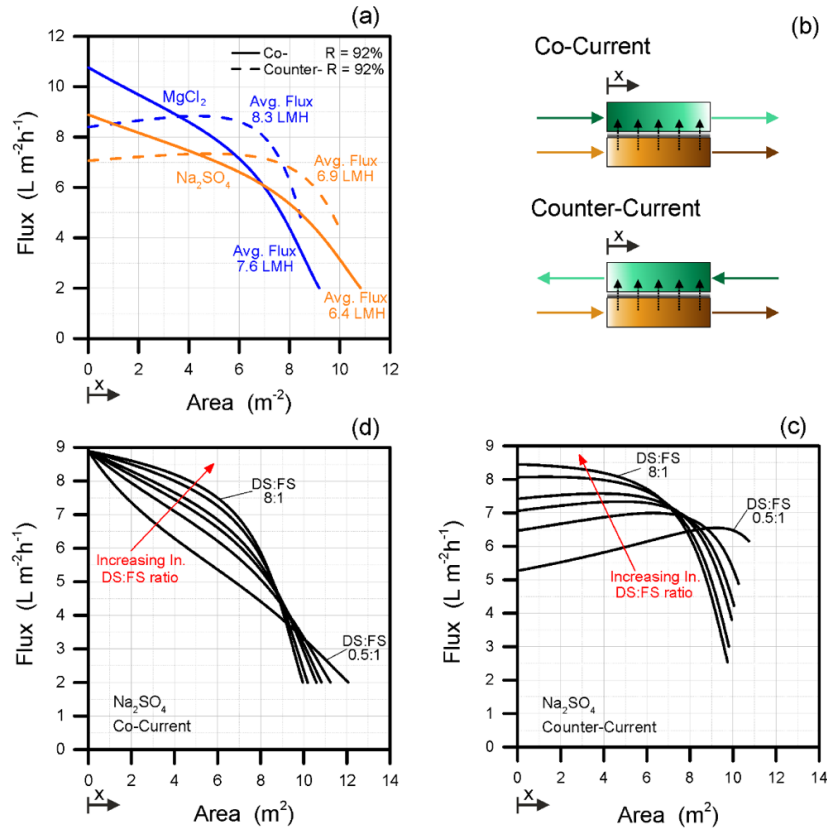 (a)
Co- R = 92%
Counter- R = 92%
MgCl₂
Avg. Flux
8.3 LMH
Na₂SO₄
Avg. Flux
6.9 LMH
Avg. Flux
7.6 LMH
Avg. Flux
6.4 LMH
Flux (L m⁻²h⁻¹)
12
10
8
6
4
2
0
0 2 4 6 8 10 12
x
Area (m⁻²)
(b)
Co-Current
x
Counter-Current
x
(d)
DS:FS
8:1
Increasing In.
DS:FS ratio
DS:FS
0.5:1
Na₂SO₄
Co-Current
Flux (L m⁻²h⁻¹)
9
8
7
6
5
4
3
2
1
0
0 2 4 6 8 10 12 14
x
Area (m²)
(c)
DS:FS
8:1
DS:FS
0.5:1
Increasing In.
DS:FS ratio
Na₂SO₄
Counter-Current
Flux (L m⁻²h⁻¹)
9
8
7
6
5
4
3
2
1
0
0 2 4 6 8 10 12 14
x
Area (m²)